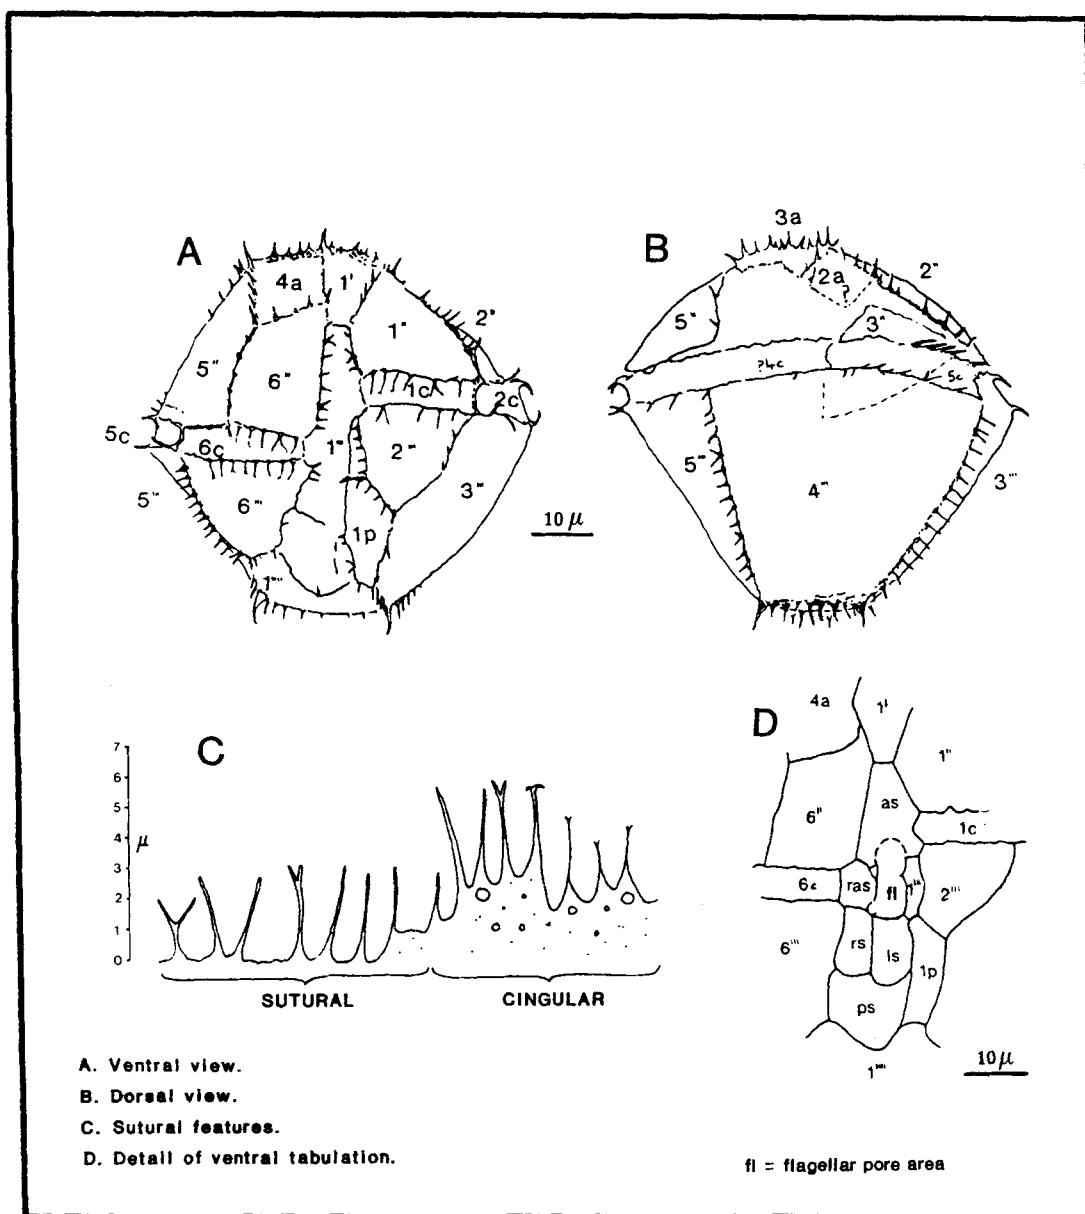 A
4a
1'
1"
2"
5"
6"
1c
2c
5c
6c
1'''
2'''
3'''
5'''
6'''
1p
1''''
10 μ
B
3a
2a
?
2"
5"
3"
?4c
5c
5'''
4'''
3'''
C
7
6
5
4
3
2
1
0
μ
SUTURAL
CINGULAR
D
4a
1'
1"
6"
as
1c
6c
ras
fl
1'''
2'''
6'''
rs
ls
1p
ps
1''''
10 μ
A. Ventral view.
B. Dorsal view.
C. Sutural features.
D. Detail of ventral tabulation.
fl = flagellar pore area